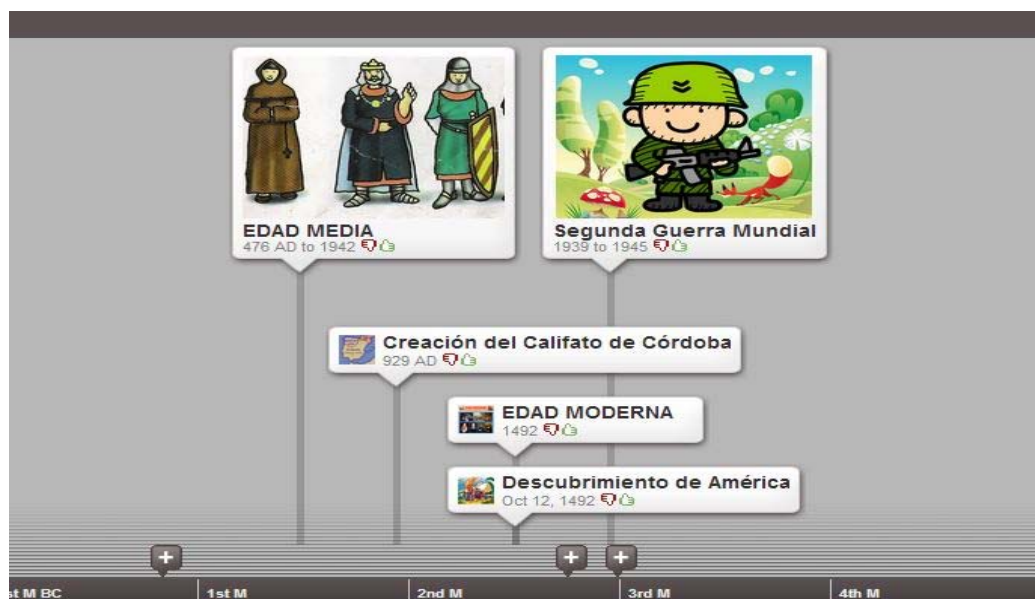 EDAD MEDIA
476 AD to 1942
Segunda Guerra Mundial
1939 to 1945
Creación del Califato de Córdoba
929 AD
EDAD MODERNA
1492
Descubrimiento de América
Oct 12, 1492
st M BC 1st M 2nd M 3rd M 4th M